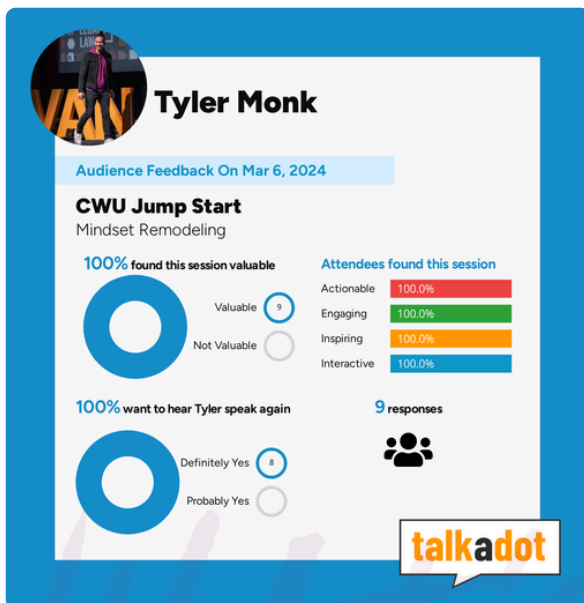 Tyler Monk
Audience Feedback On Mar 6, 2024
CWU Jump Start
Mindset Remodeling
100% found this session valuable
Valuable 9
Not Valuable
Attendees found this session
Actionable 100.0%
Engaging 100.0%
Inspiring 100.0%
Interactive 100.0%
100% want to hear Tyler speak again
Definitely Yes 8
Probably Yes
9 responses
talkadot